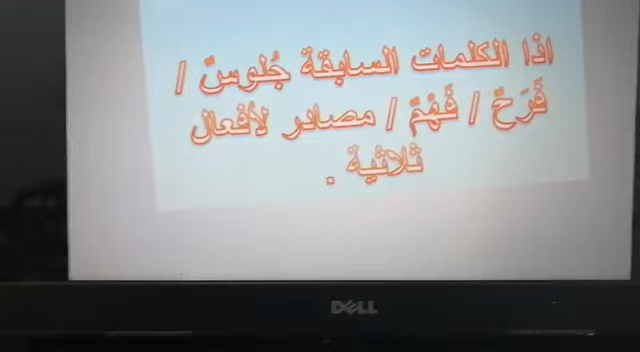 اذا الكلمات السابقة جُلوسٌ /
فَرَحٌ / فَهْمٌ / مصادر لأفعال
ثلاثية .
DELL